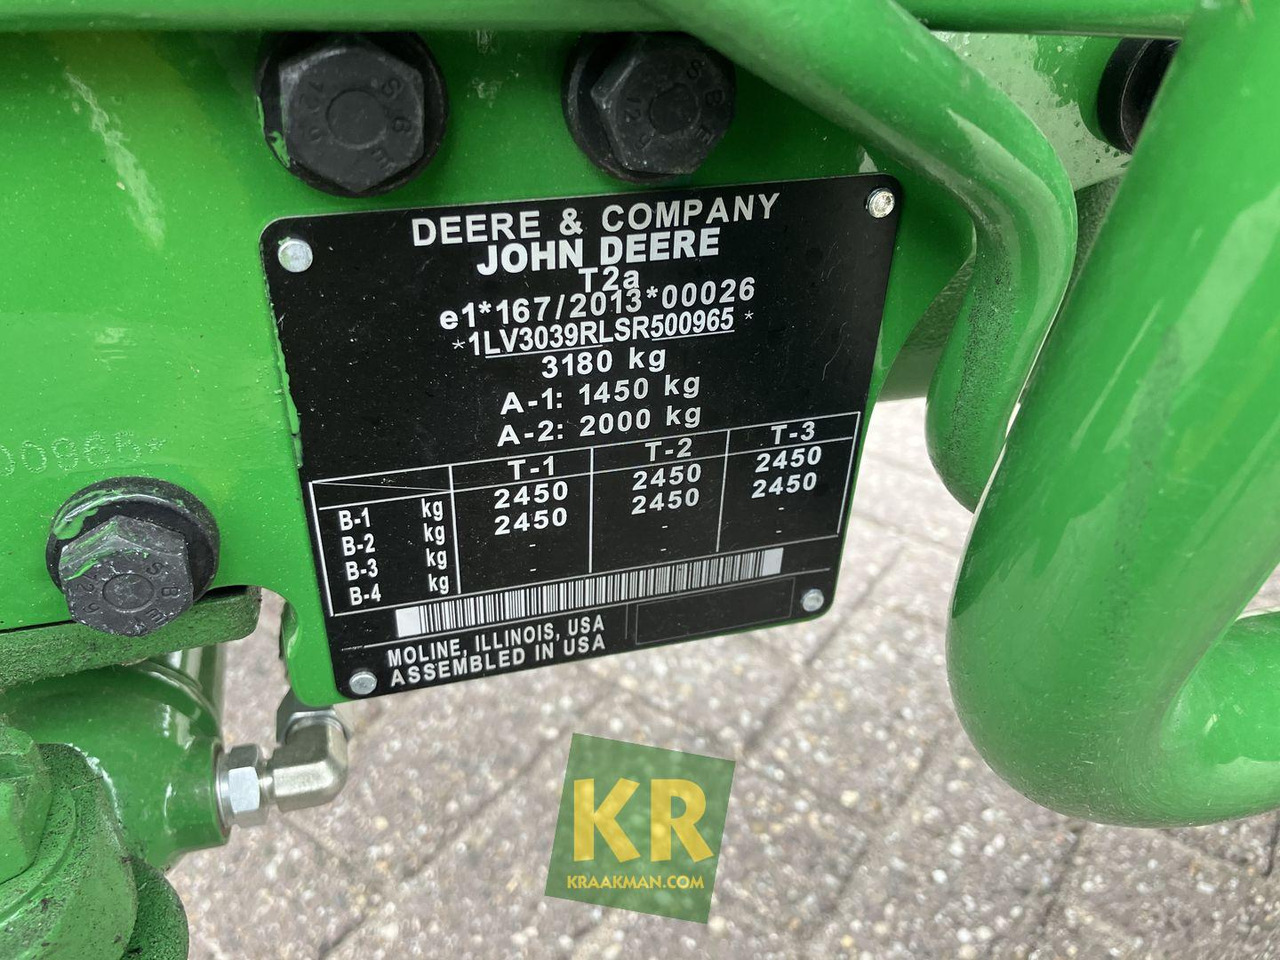 DEERE & COMPANY
JOHN DEERE
T2a
e1*167/2013*00026
*1LV3039RLSR500965*
3180 kg
A-1: 1450 kg
A-2: 2000 kg
T-1 T-2 T-3
B-1 kg 2450 2450 2450
B-2 kg 2450 2450 2450
B-3 kg - - -
B-4 kg - - -
MOLINE, ILLINOIS, USA
ASSEMBLED IN USA
00965*
KR
KRAAKMAN.COM